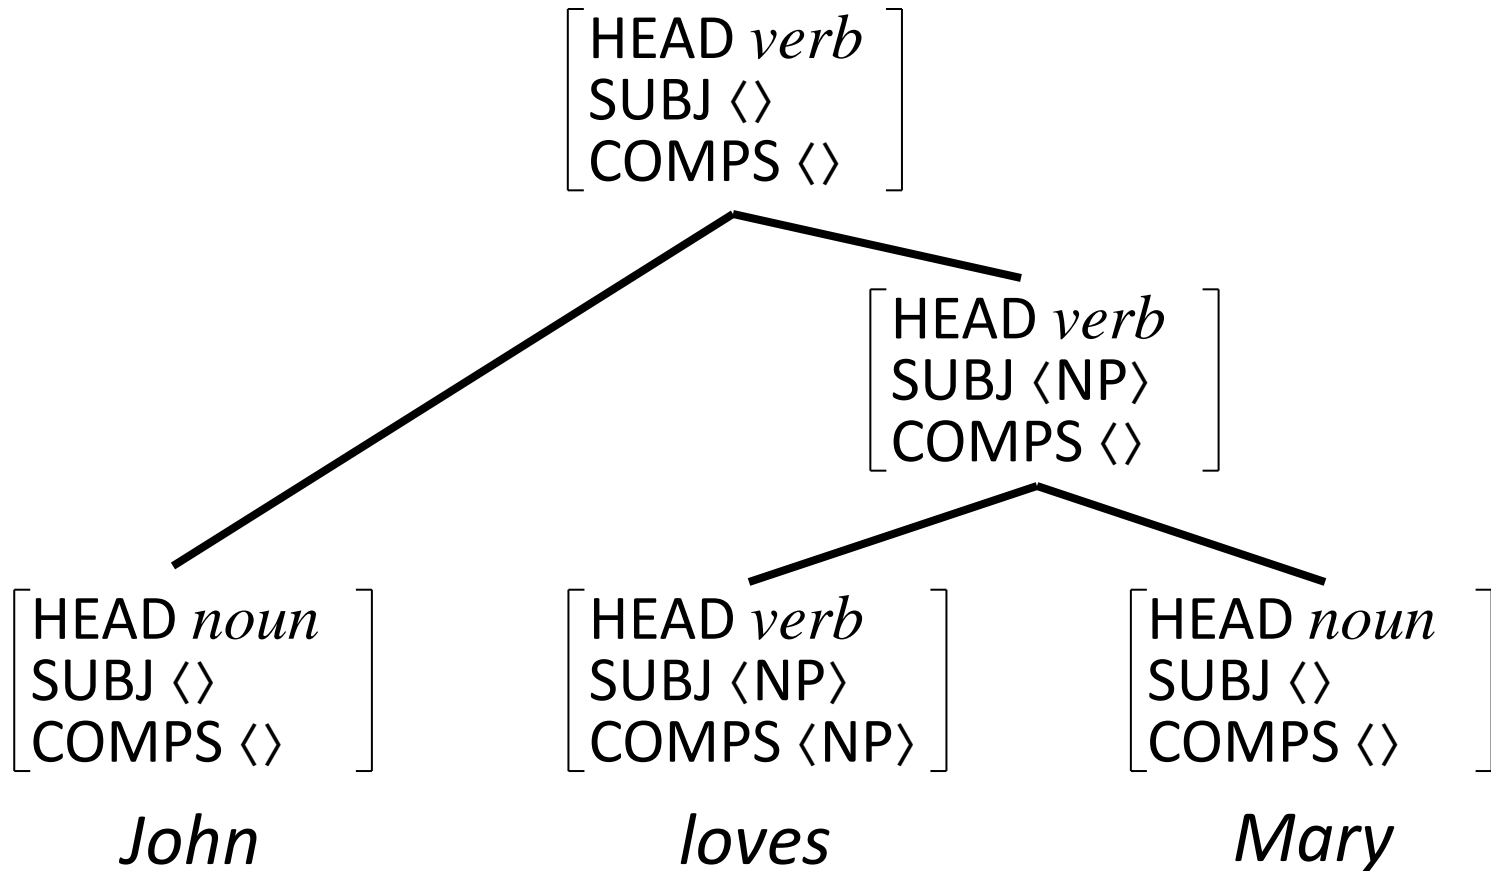 HEAD verb
SUBJ 〈〉
COMPS 〈〉
HEAD verb
SUBJ 〈NP〉
COMPS 〈〉
HEAD noun
SUBJ 〈〉
COMPS 〈〉
HEAD verb
SUBJ 〈NP〉
COMPS 〈NP〉
HEAD noun
SUBJ 〈〉
COMPS 〈〉
John
loves
Mary